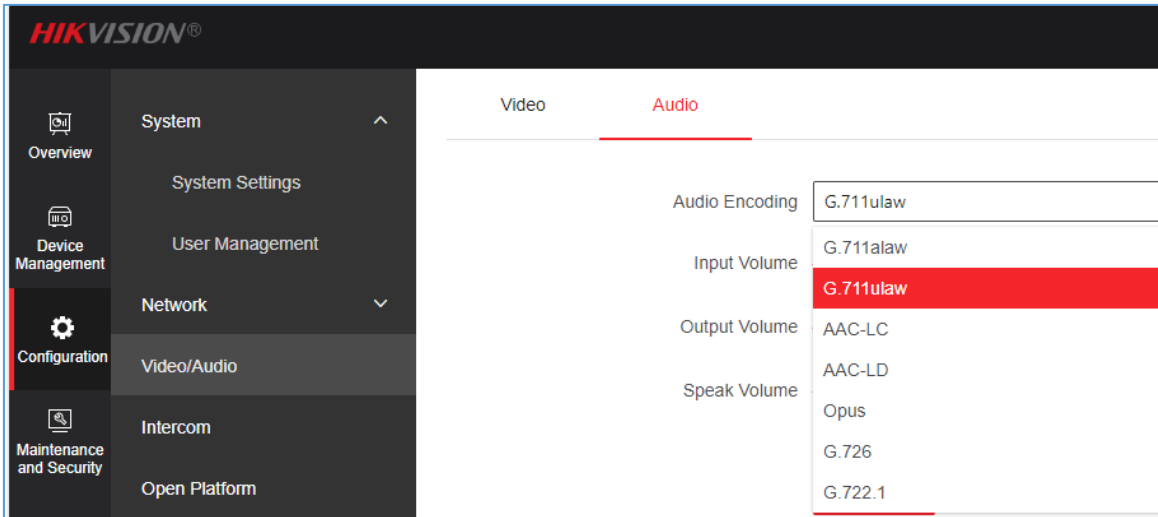 HIKVISION®
Overview
Device
Management
Configuration
Maintenance
and Security
System
System Settings
User Management
Network
Video/Audio
Intercom
Open Platform
Video
Audio
Audio Encoding
G.711ulaw
Input Volume
Output Volume
Speak Volume
G.711alaw
G.711ulaw
AAC-LC
AAC-LD
Opus
G.726
G.722.1